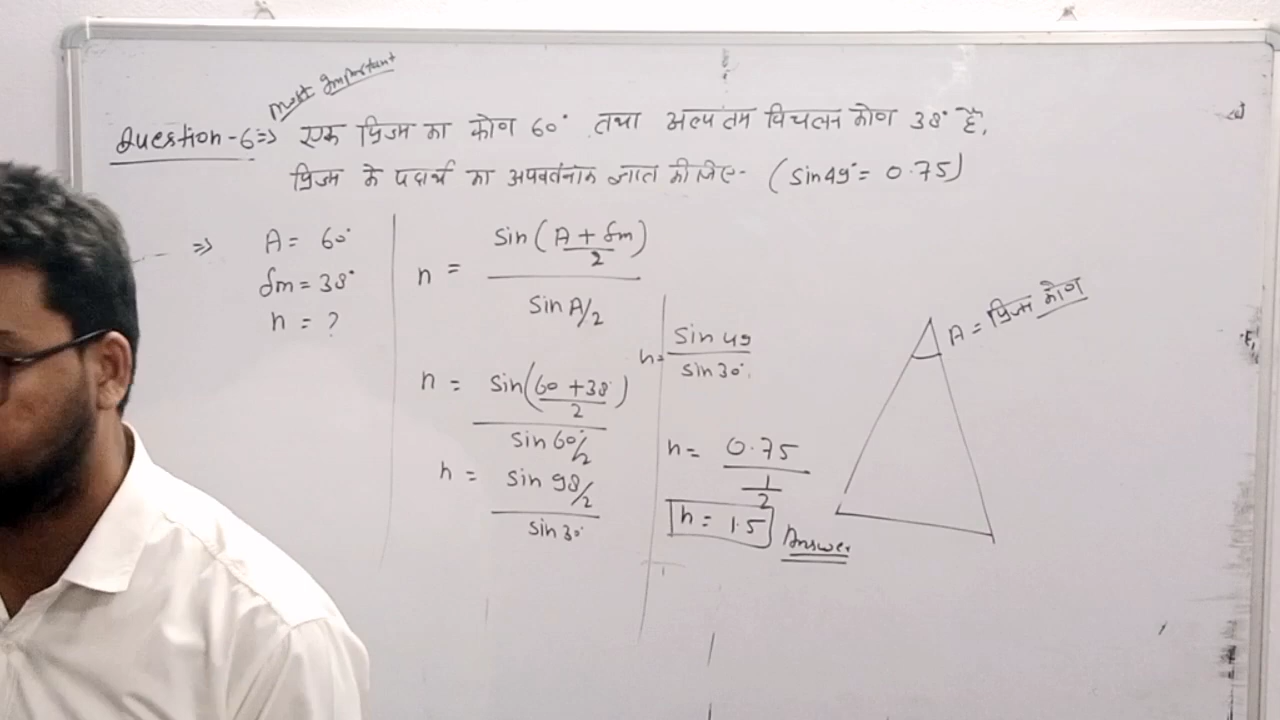 Most Important
Question-6 ⇒ एक प्रिज्म का कोण 60° तथा अल्पतम विचलन कोण 38° है,
प्रिज्म के पदार्थ का अपवर्तनांक ज्ञात कीजिए- (sin49° = 0.75)
⇒ A = 60°
δm = 38°
n = ?
n = sin(A + δm/2)
sin A/2
n = sin(60 + 38/2)
sin 60°/2
n = sin 98/2
sin 30°
n = sin 49
sin 30°
n = 0.75
1/2
n = 1.5 Answer
A = प्रिज्म कोण